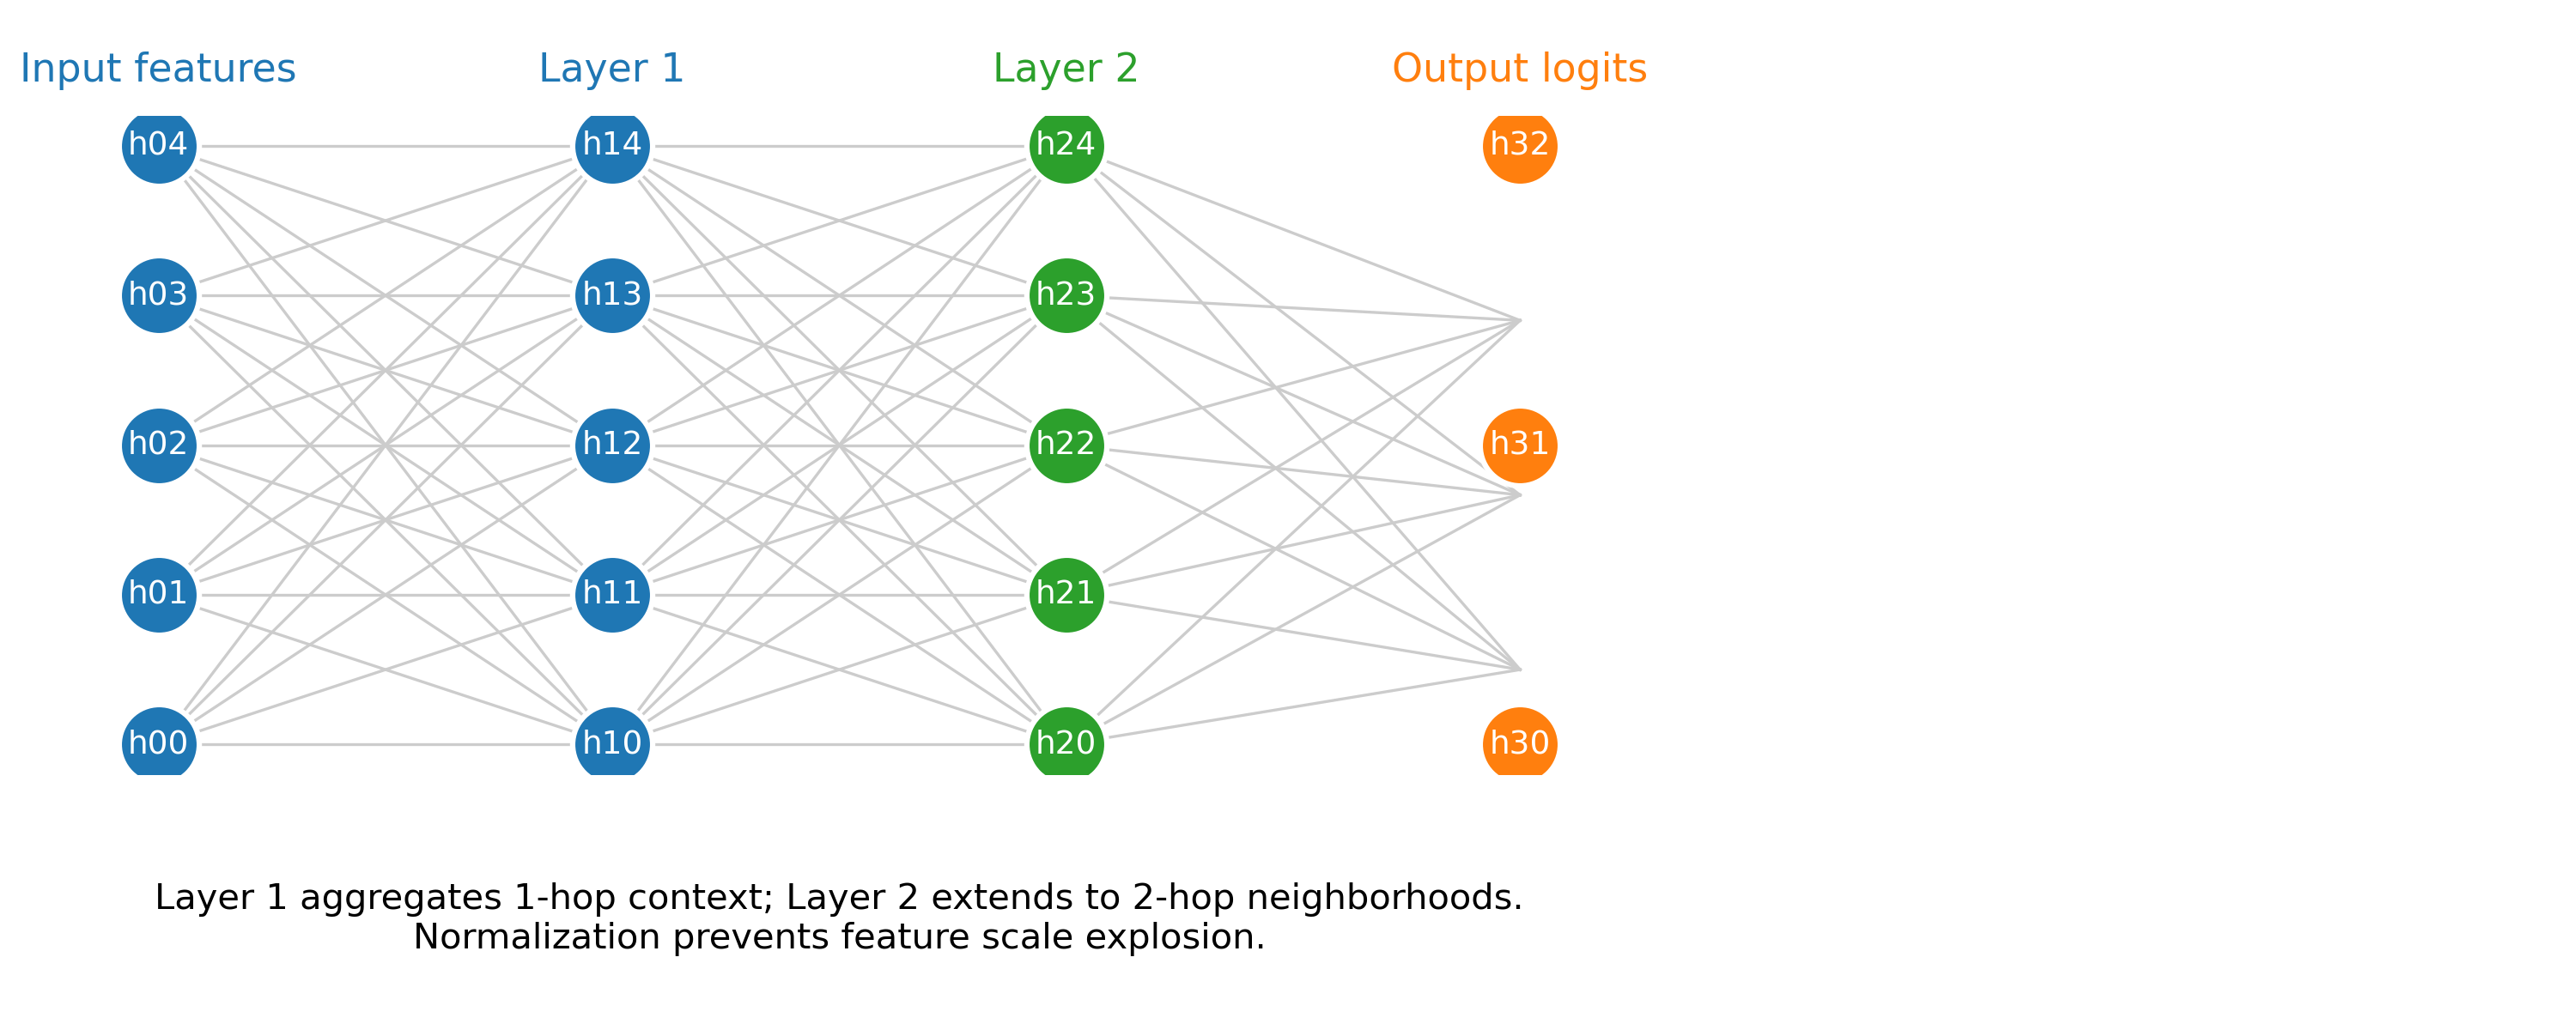 Input features Layer 1 Layer 2 Output logits
h04 h14 h24 h32
h03 h13 h23
h02 h12 h22 h31
h01 h11 h21
h00 h10 h20 h30
Layer 1 aggregates 1-hop context; Layer 2 extends to 2-hop neighborhoods.
Normalization prevents feature scale explosion.